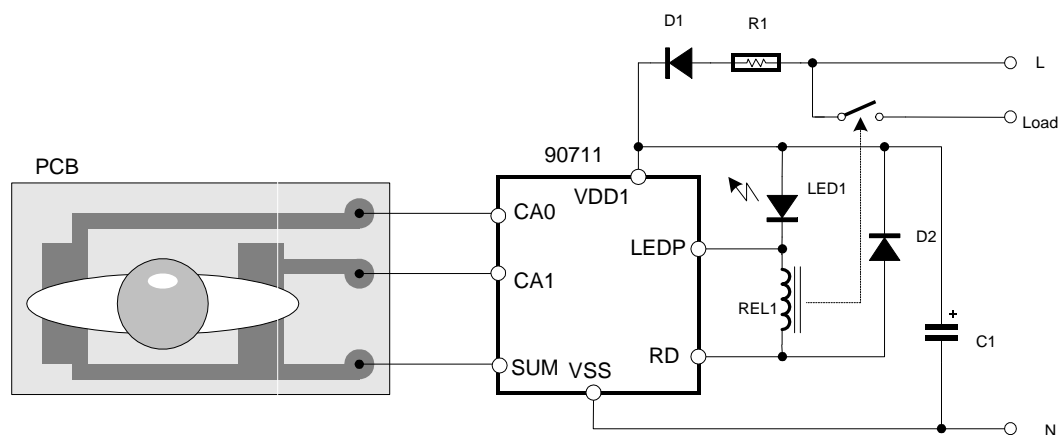 D1
R1
L
Load
PCB
90711
VDD1
LED1
CA0
LEDP
D2
CA1
REL1
+
C1
SUM
VSS
RD
N